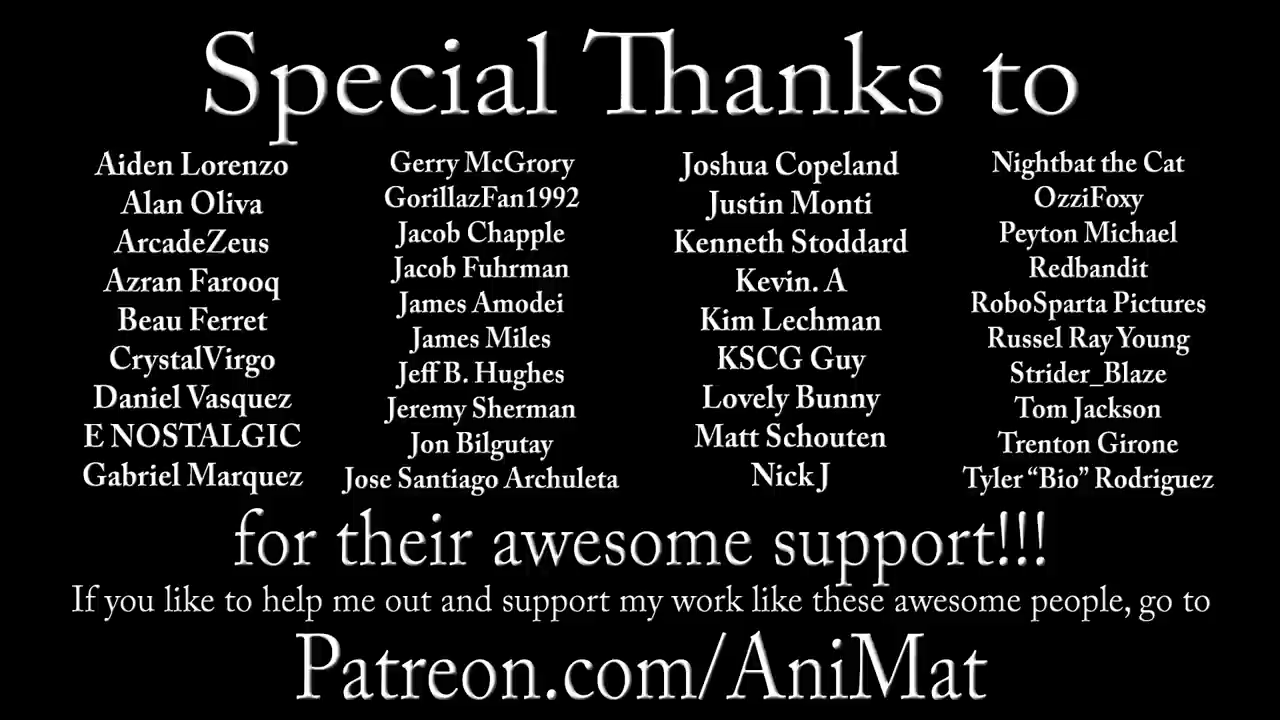 Special Thanks to
Aiden Lorenzo
Alan Oliva
ArcadeZeus
Azran Farooq
Beau Ferret
CrystalVirgo
Daniel Vasquez
E NOSTALGIC
Gabriel Marquez
Gerry McGrory
GorillazFan1992
Jacob Chapple
Jacob Fuhrman
James Amodei
James Miles
Jeff B. Hughes
Jeremy Sherman
Jon Bilgutay
Jose Santiago Archuleta
Joshua Copeland
Justin Monti
Kenneth Stoddard
Kevin. A
Kim Lechman
KSCG Guy
Lovely Bunny
Matt Schouten
Nick J
Nightbat the Cat
OzziFoxy
Peyton Michael
Redbandit
RoboSparta Pictures
Russel Ray Young
Strider_Blaze
Tom Jackson
Trenton Girone
Tyler “Bio” Rodriguez
for their awesome support!!!
If you like to help me out and support my work like these awesome people, go to
Patreon.com/AniMat